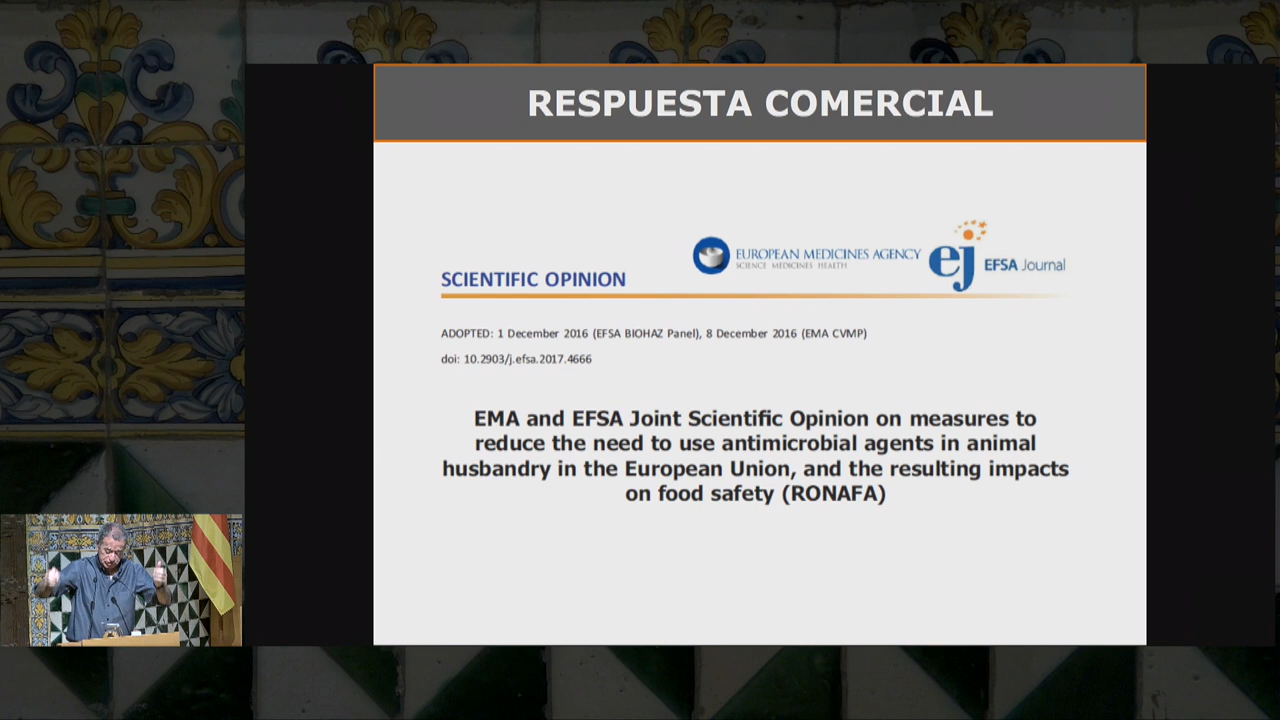 RESPUESTA COMERCIAL
EUROPEAN MEDICINES AGENCY
SCIENCE MEDICINES HEALTH
ej EFSA Journal
SCIENTIFIC OPINION
ADOPTED: 1 December 2016 (EFSA BIOHAZ Panel), 8 December 2016 (EMA CVMP)
doi: 10.2903/j.efsa.2017.4666
EMA and EFSA Joint Scientific Opinion on measures to
reduce the need to use antimicrobial agents in animal
husbandry in the European Union, and the resulting impacts
on food safety (RONAFA)